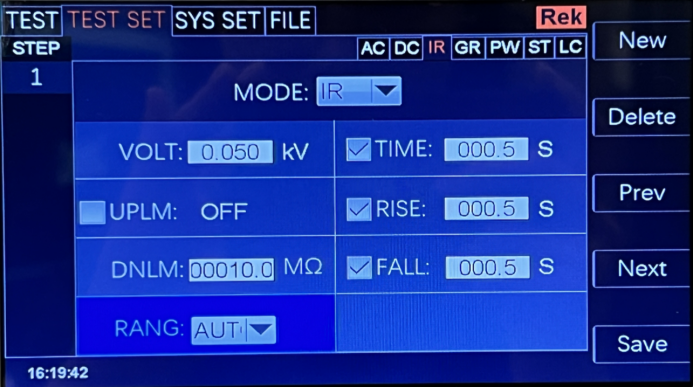 TEST TEST SET SYS SET FILE Rek
STEP AC DC IR GR PW ST LC
1
MODE: IR
VOLT: 0.050 kV TIME: 000.5 S
UPLM: OFF RISE: 000.5 S
DNLM: 00010.0 MΩ FALL: 000.5 S
RANG: AUT
New
Delete
Prev
Next
Save
16:19:42